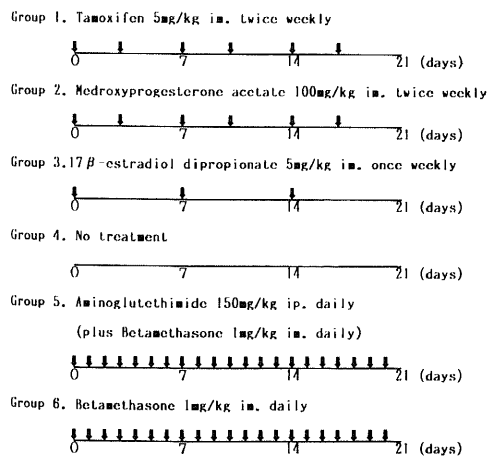 Group 1. Tamoxifen 5mg/kg im. twice weekly
0 7 14 21 (days)
Group 2. Medroxyprogesterone acetate 100mg/kg im. twice weekly
0 7 14 21 (days)
Group 3.17β-estradiol dipropionate 5mg/kg im. once weekly
0 7 14 21 (days)
Group 4. No treatment
0 7 14 21 (days)
Group 5. Aminoglutethimide 150mg/kg ip. daily
(plus Betamethasone 1mg/kg im. daily)
0 7 14 21 (days)
Group 6. Betamethasone 1mg/kg im. daily
0 7 14 21 (days)